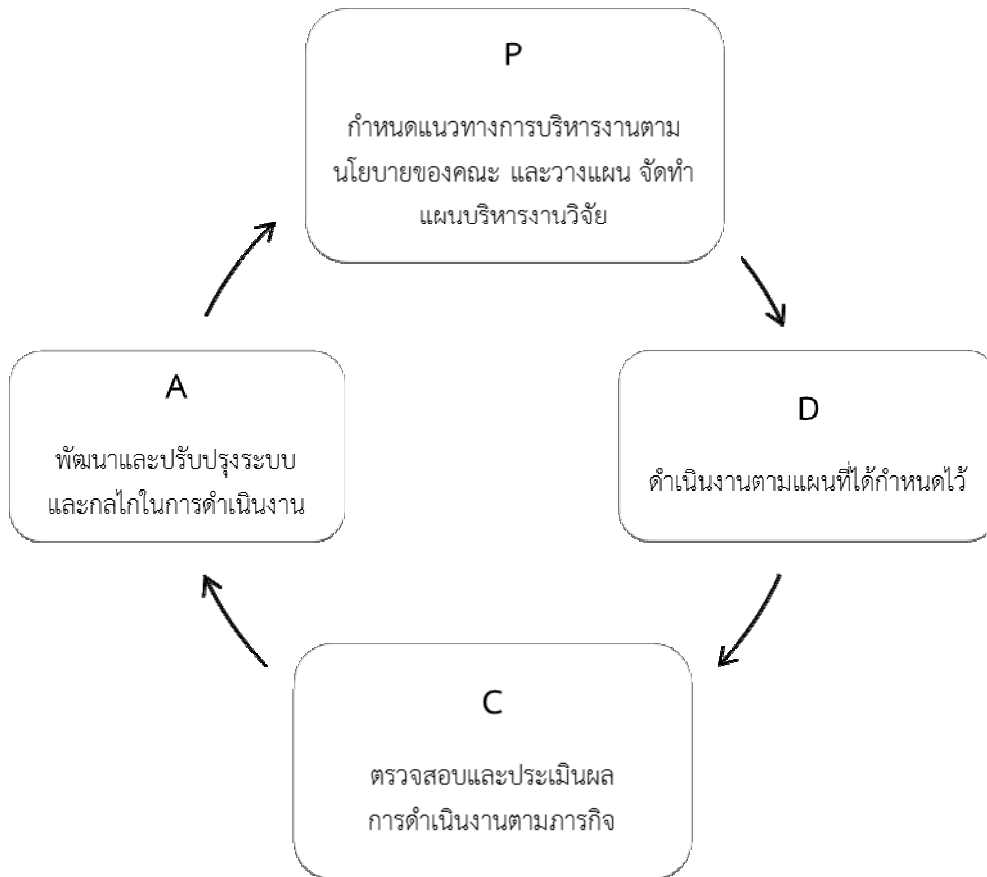 P
กำหนดแนวทางการบริหารงานตาม
นโยบายของคณะ และวางแผน จัดทำ
แผนบริหารงานวิจัย
D
ดำเนินงานตามแผนที่ได้กำหนดไว้
C
ตรวจสอบและประเมินผล
การดำเนินงานตามภารกิจ
A
พัฒนาและปรับปรุงระบบ
และกลไกในการดำเนินงาน